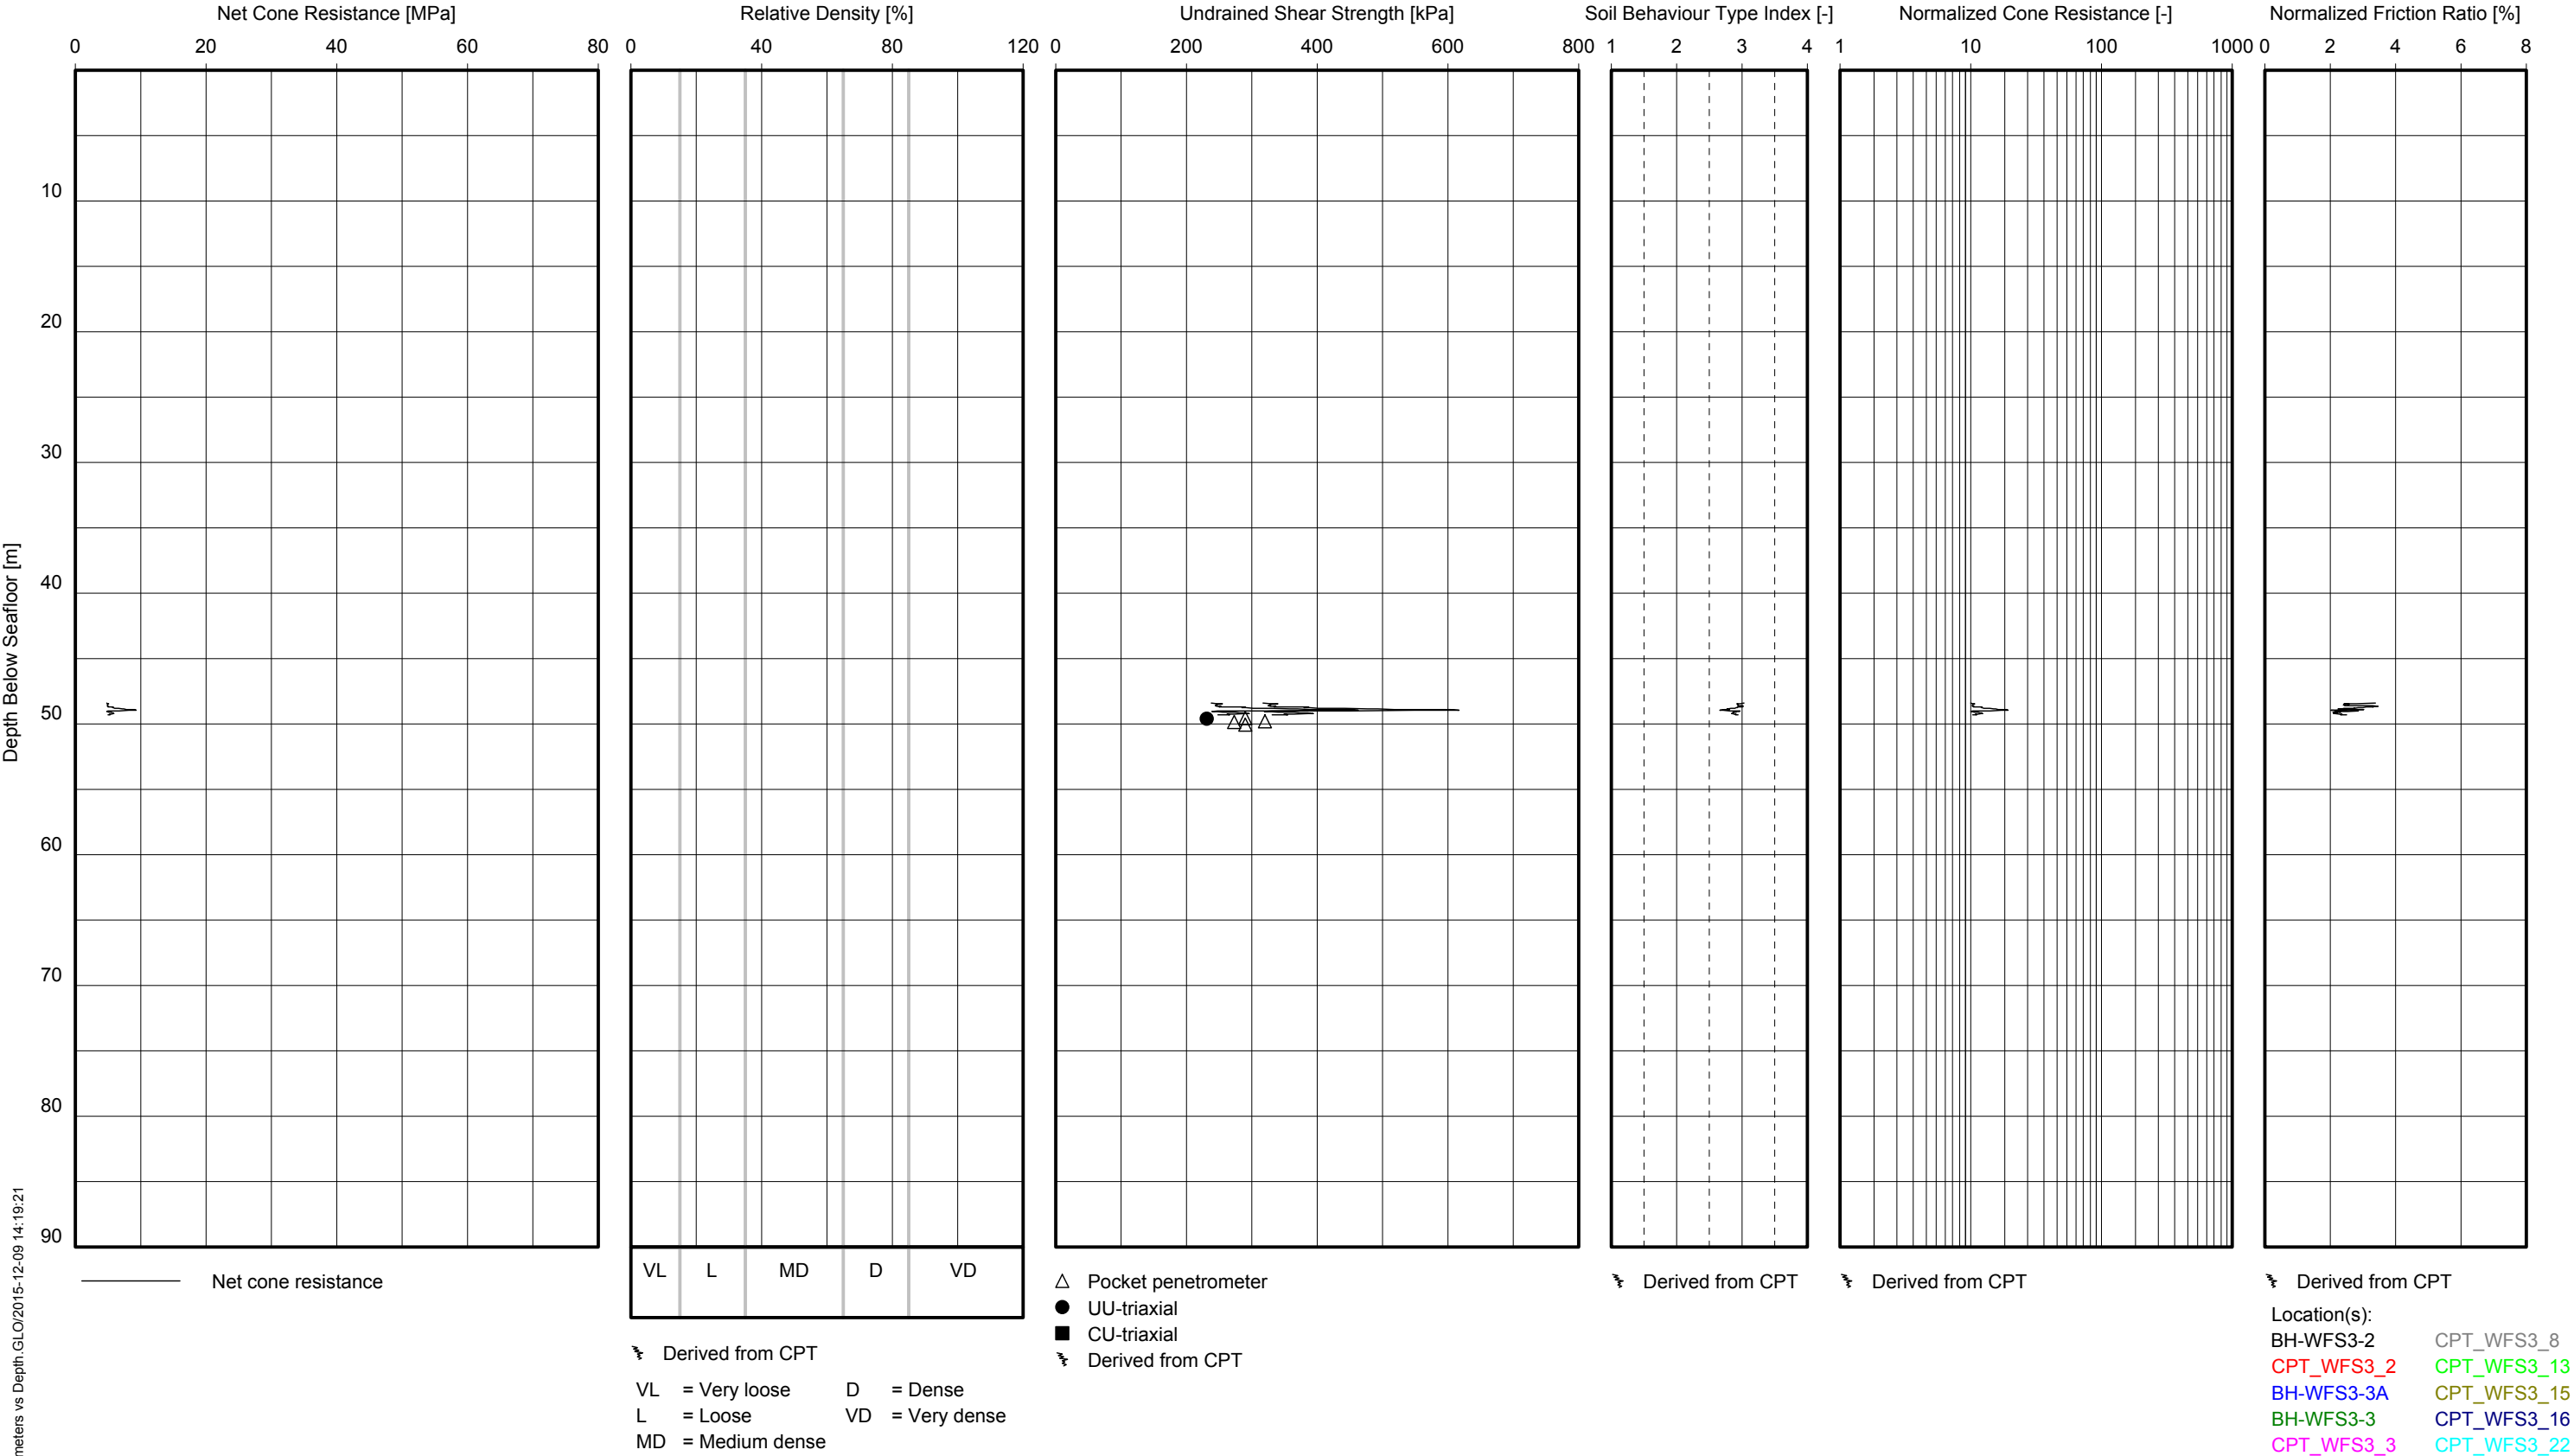 Net Cone Resistance [MPa] Relative Density [%] Undrained Shear Strength [kPa] Soil Behaviour Type Index [-] Normalized Cone Resistance [-] Normalized Friction Ratio [%]
0 20 40 60 80 0 40 80 120 0 200 400 600 800 1 2 3 4 1 10 100 1000 0 2 4 6 8
10
20
30
40
Depth Below Seafloor [m]
50
60
70
80
90
meters vs Depth.GLO/2015-12-09 14:19:21
Net cone resistance
VL L MD D VD
Derived from CPT
VL = Very loose D = Dense
L = Loose VD = Very dense
MD = Medium dense
Pocket penetrometer
UU-triaxial
CU-triaxial
Derived from CPT
Derived from CPT
Derived from CPT
Derived from CPT
Location(s):
BH-WFS3-2 CPT_WFS3_8
CPT_WFS3_2 CPT_WFS3_13
BH-WFS3-3A CPT_WFS3_15
BH-WFS3-3 CPT_WFS3_16
CPT_WFS3_3 CPT_WFS3_22